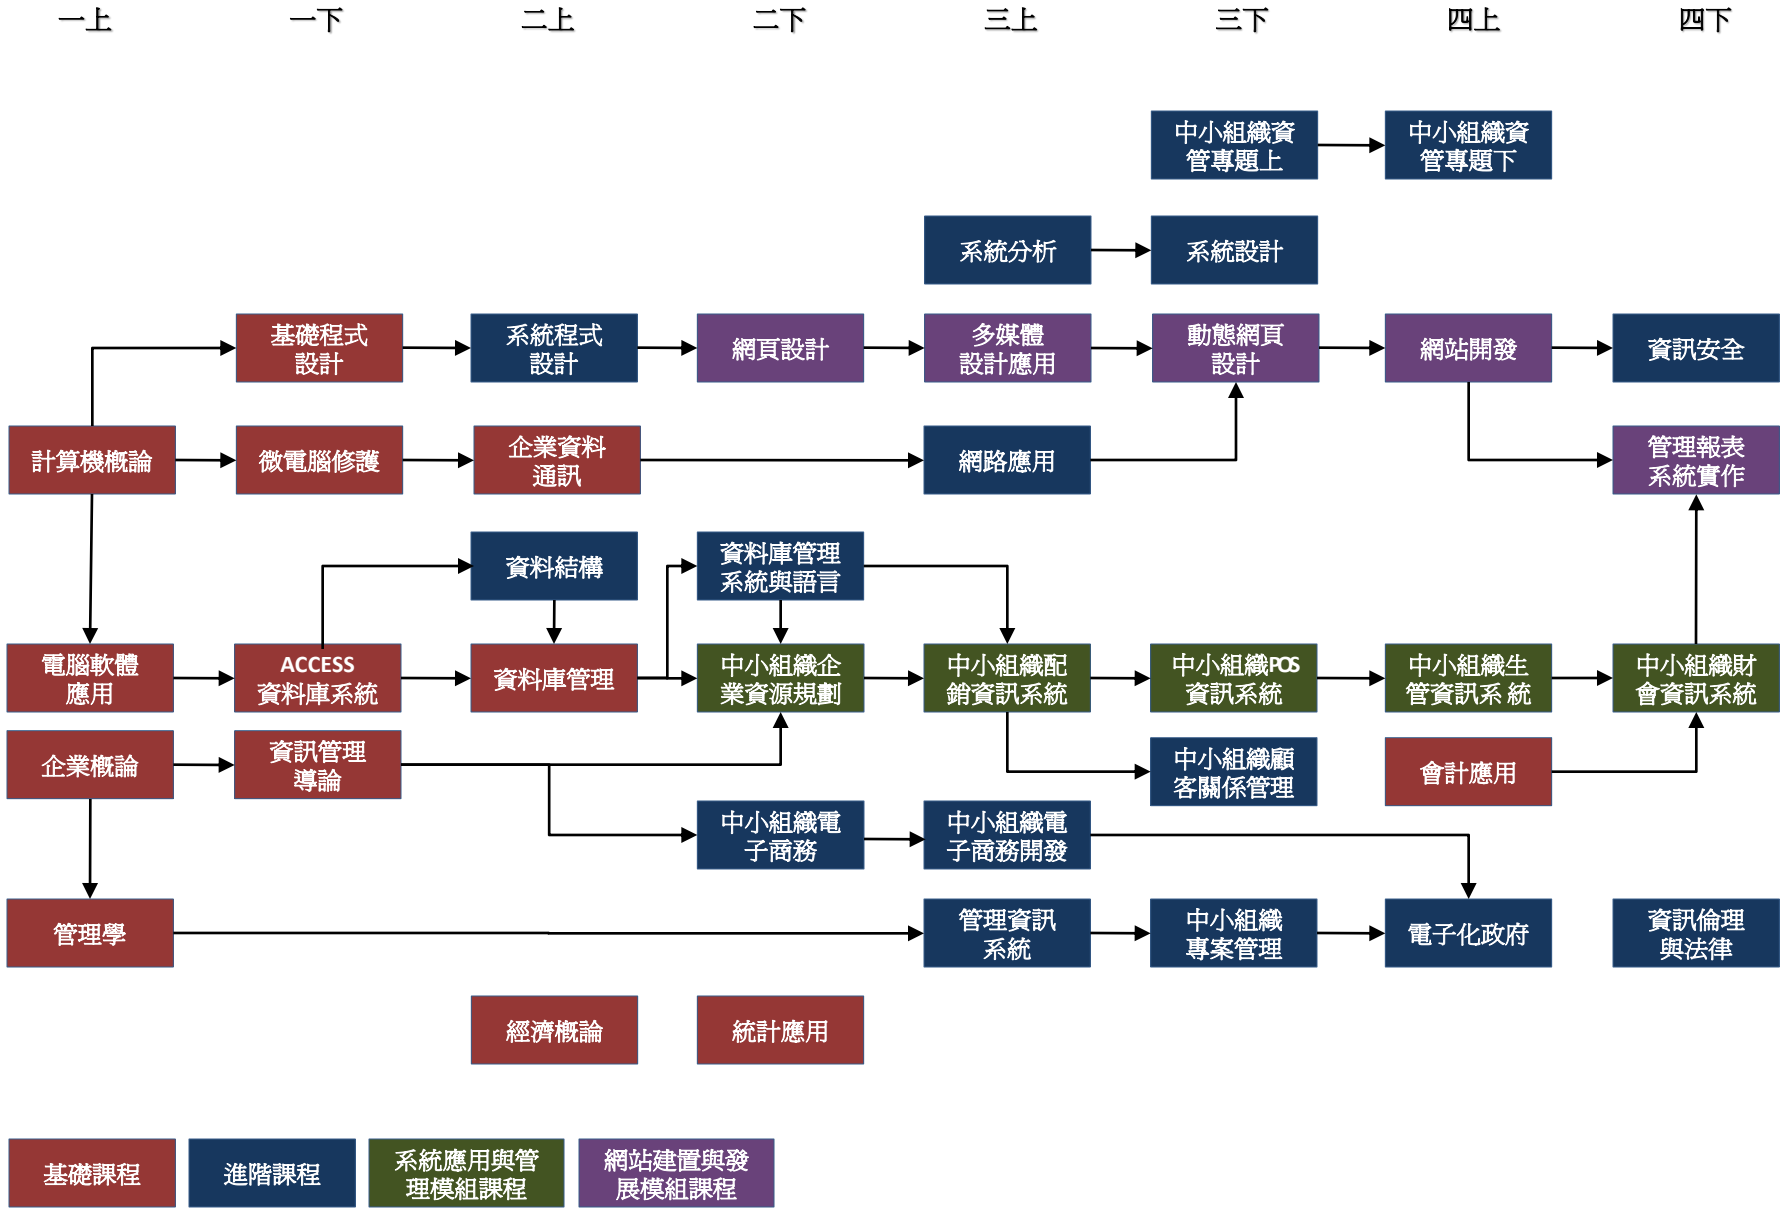 一上
一下
二上
二下
三上
三下
四上
四下
中小組織資
管專題上
中小組織資
管專題下
系統分析
系統設計
基礎程式
設計
系統程式
設計
網頁設計
多媒體
設計應用
動態網頁
設計
網站開發
資訊安全
計算機概論
微電腦修護
企業資料
通訊
網路應用
管理報表
系統實作
資料結構
資料庫管理
系統與語言
電腦軟體
應用
ACCESS
資料庫系統
資料庫管理
中小組織企
業資源規劃
中小組織配
銷資訊系統
中小組織POS
資訊系統
中小組織生
管資訊系 統
中小組織財
會資訊系統
企業概論
資訊管理
導論
中小組織顧
客關係管理
會計應用
中小組織電
子商務
中小組織電
子商務開發
管理學
管理資訊
系統
中小組織
專案管理
電子化政府
資訊倫理
與法律
經濟概論
統計應用
基礎課程
進階課程
系統應用與管
理模組課程
網站建置與發
展模組課程